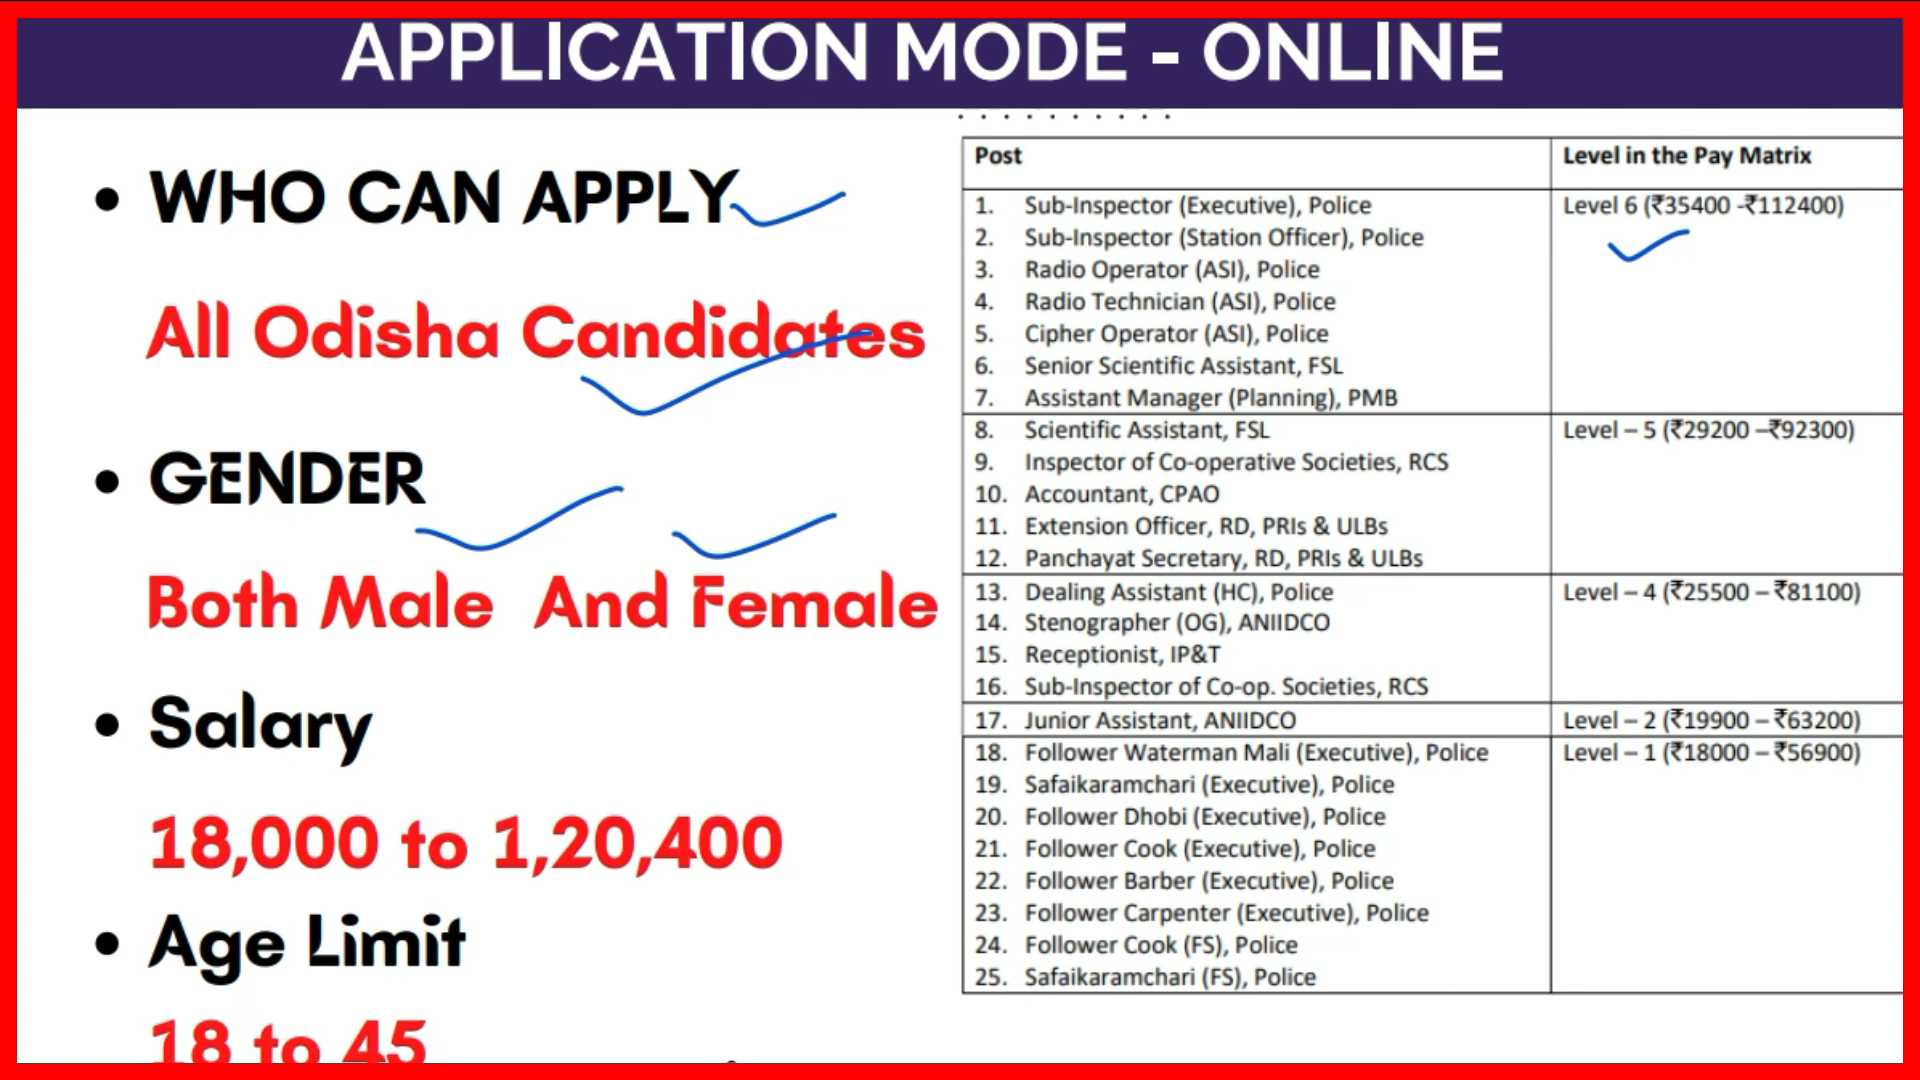 APPLICATION MODE - ONLINE
• WHO CAN APPLY
All Odisha Candidates
• GENDER
Both Male And Female
• Salary
18,000 to 1,20,400
• Age Limit
18 to 45
Post Level in the Pay Matrix
1. Sub-Inspector (Executive), Police Level 6 (₹35400 -₹112400)
2. Sub-Inspector (Station Officer), Police
3. Radio Operator (ASI), Police
4. Radio Technician (ASI), Police
5. Cipher Operator (ASI), Police
6. Senior Scientific Assistant, FSL
7. Assistant Manager (Planning), PMB
8. Scientific Assistant, FSL Level – 5 (₹29200 –₹92300)
9. Inspector of Co-operative Societies, RCS
10. Accountant, CPAO
11. Extension Officer, RD, PRIs & ULBs
12. Panchayat Secretary, RD, PRIs & ULBs
13. Dealing Assistant (HC), Police Level – 4 (₹25500 – ₹81100)
14. Stenographer (OG), ANIIDCO
15. Receptionist, IP&T
16. Sub-Inspector of Co-op. Societies, RCS
17. Junior Assistant, ANIIDCO Level – 2 (₹19900 – ₹63200)
18. Follower Waterman Mali (Executive), Police Level – 1 (₹18000 – ₹56900)
19. Safaikaramchari (Executive), Police
20. Follower Dhobi (Executive), Police
21. Follower Cook (Executive), Police
22. Follower Barber (Executive), Police
23. Follower Carpenter (Executive), Police
24. Follower Cook (FS), Police
25. Safaikaramchari (FS), Police